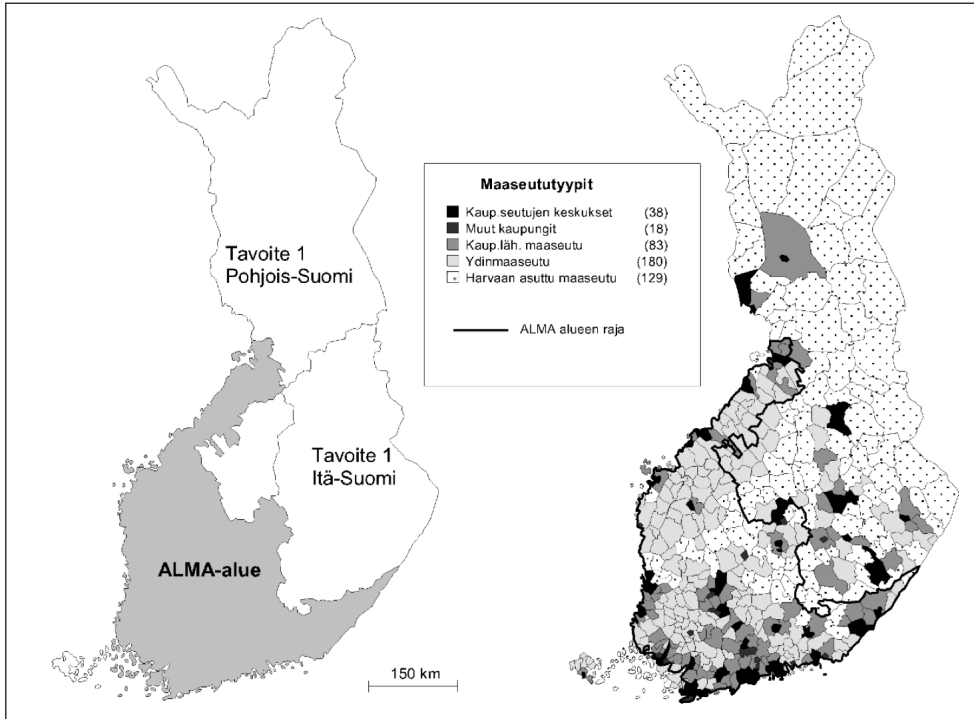 Tavoite 1
Pohjois-Suomi
Tavoite 1
Itä-Suomi
ALMA-alue
150 km
Maaseututyypit
Kaup.seutujen keskukset (38)
Muut kaupungit (18)
Kaup.läh. maaseutu (83)
Ydinmaaseutu (180)
Harvaan asuttu maaseutu (129)
ALMA alueen raja